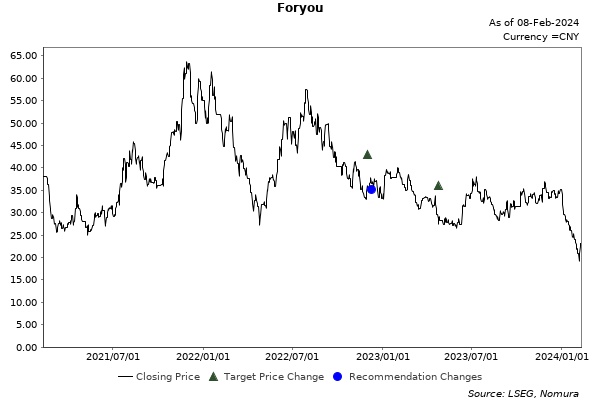 Foryou
As of 08-Feb-2024
Currency =CNY
65.00
60.00
55.00
50.00
45.00
40.00
35.00
30.00
25.00
20.00
15.00
10.00
5.00
0.00
2021/07/01 2022/01/01 2022/07/01 2023/01/01 2023/07/01 2024/01/01
Closing Price Target Price Change Recommendation Changes
Source: LSEG, Nomura